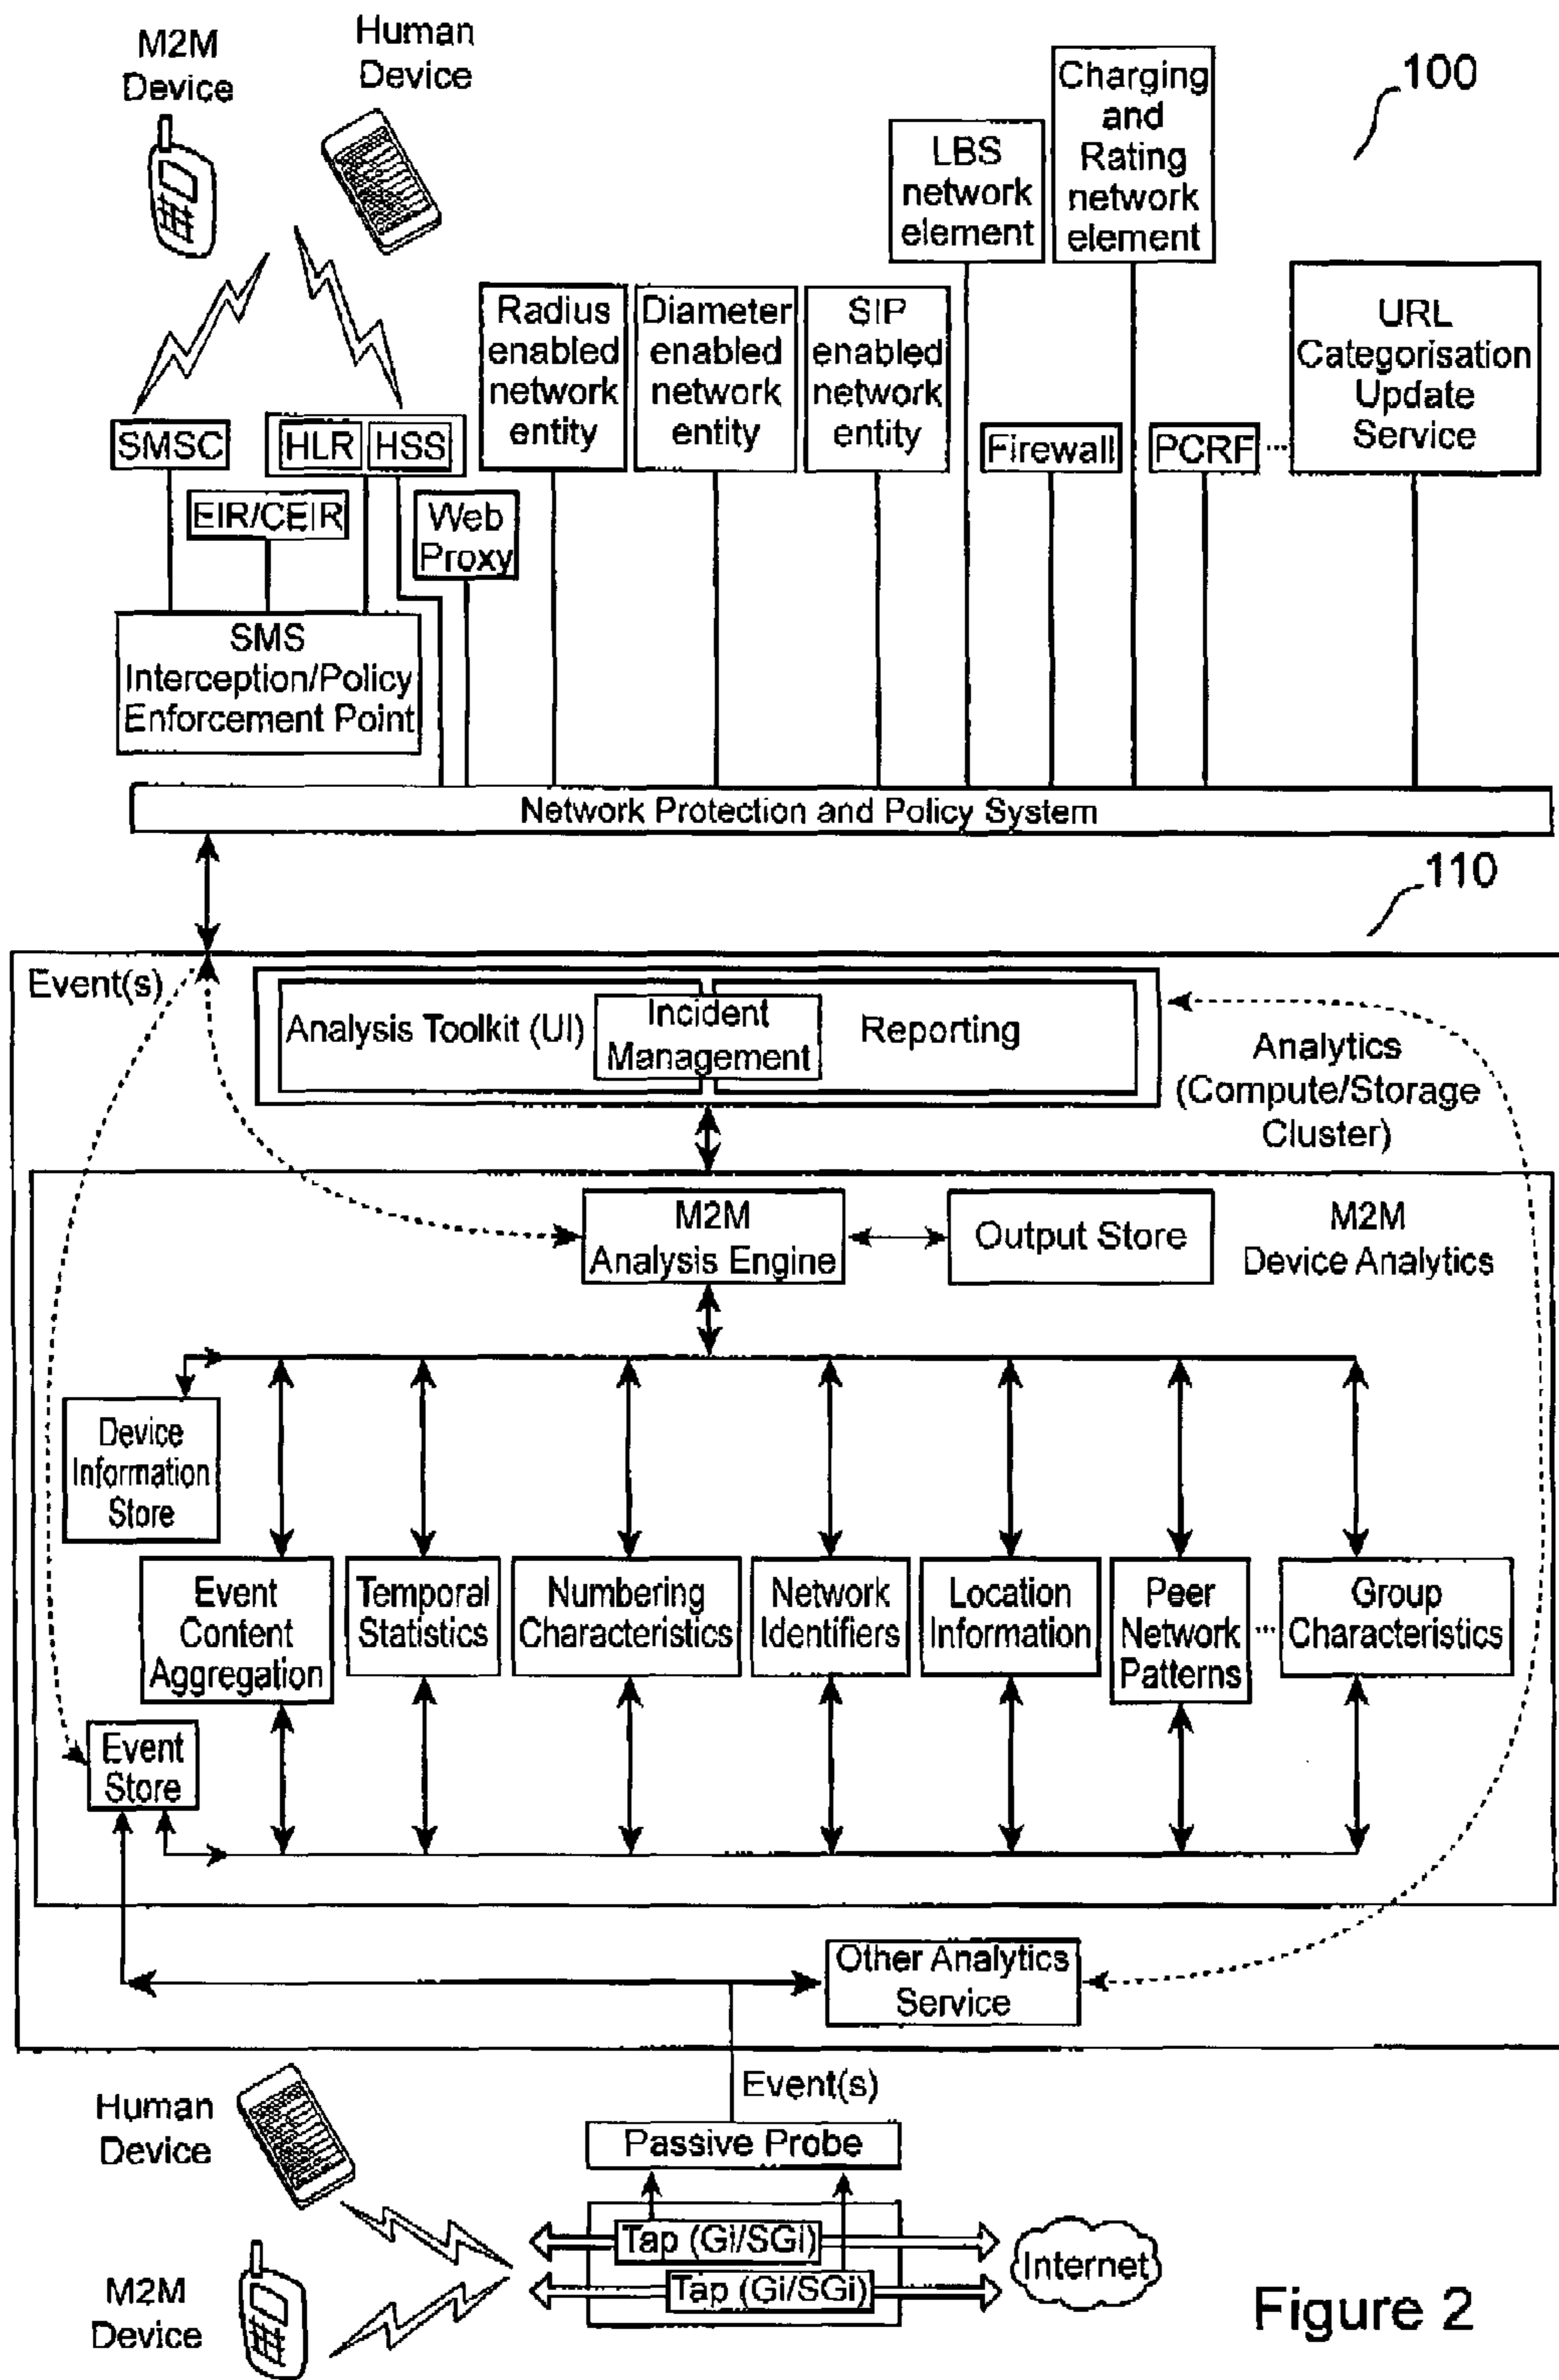 M2M
Device
Human
Device
100
LBS
network
element
Charging
and
Rating
network
element
Radius
enabled
network
entity
Diameter
enabled
network
entity
SIP
enabled
network
entity
URL
Categorisation
Update
Service
SMSC
HLR
HSS
Firewall
PCRF
...
EIR/CEIR
Web
Proxy
SMS
Interception/Policy
Enforcement Point
Network Protection and Policy System
110
Event(s)
Analysis Toolkit (UI)
Incident
Management
Reporting
Analytics
(Compute/Storage
Cluster)
M2M
Analysis Engine
Output Store
M2M
Device Analytics
Device
Information
Store
Event
Content
Aggregation
Temporal
Statistics
Numbering
Characteristics
Network
Identifiers
Location
Information
Peer
Network
Patterns
...
Group
Characteristics
Event
Store
Other Analytics
Service
Event(s)
Human
Device
Passive Probe
Tap (Gi/SGi)
Tap (Gi/SGi)
Internet
M2M
Device
Figure 2